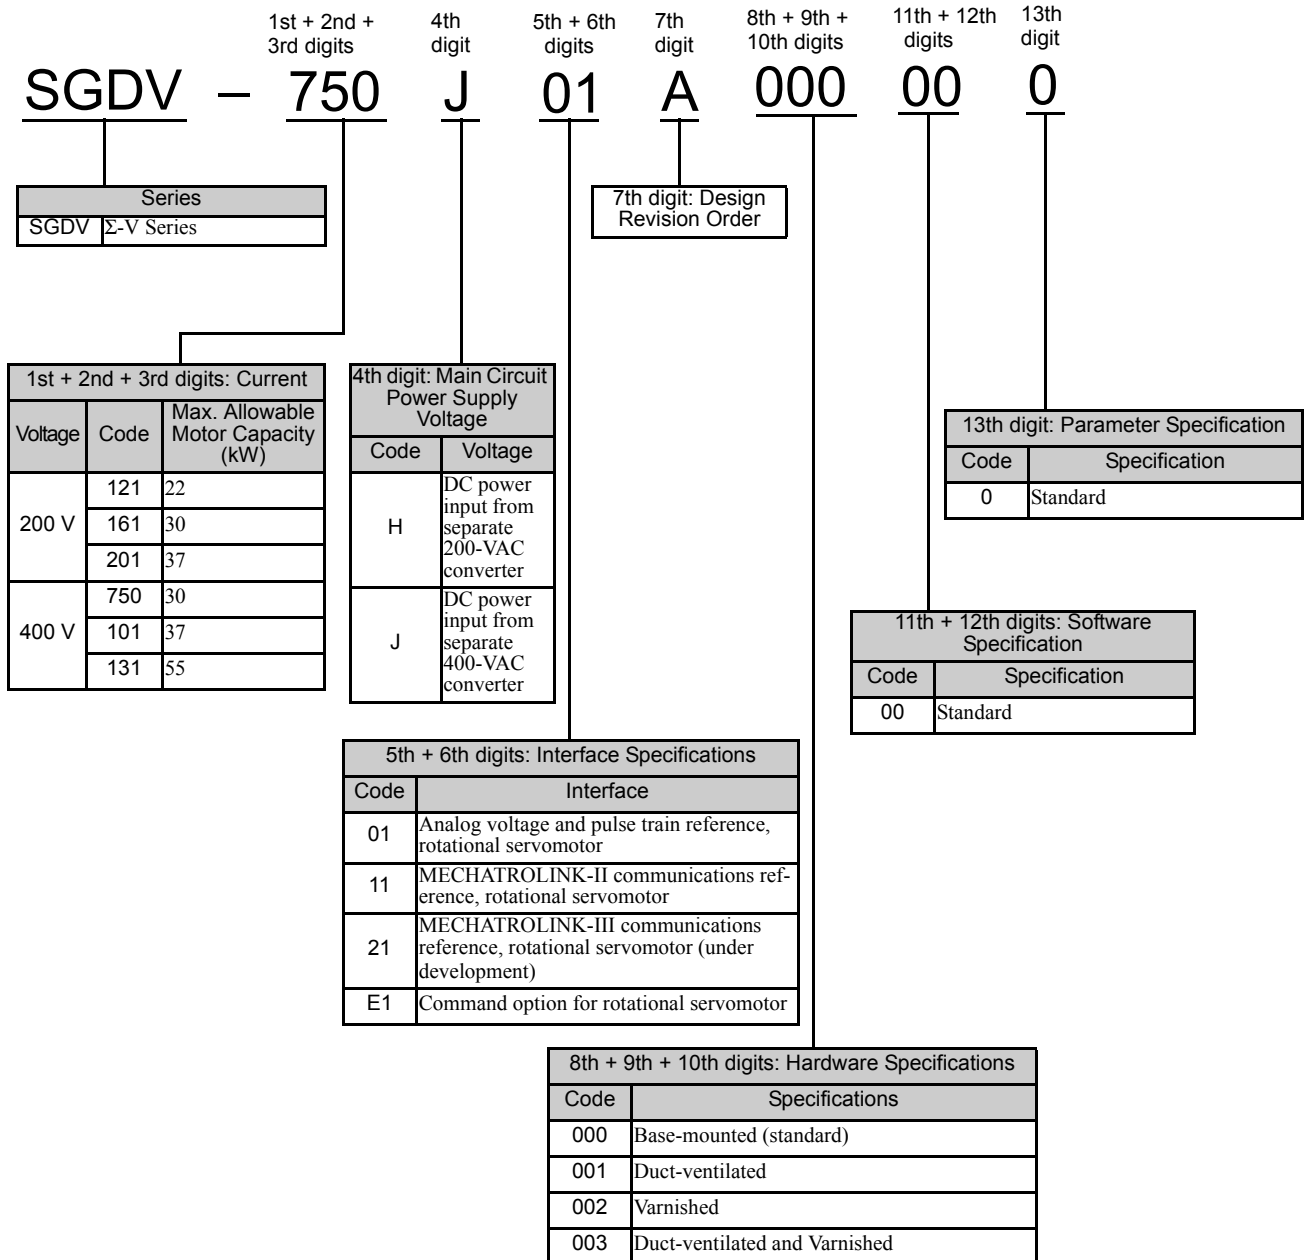 1st + 2nd +
3rd digits
4th
digit
5th + 6th
digits
7th
digit
8th + 9th +
10th digits
11th + 12th
digits
13th
digit
SGDV – 750 J 01 A 000 00 0
Series
SGDV Σ-V Series
7th digit: Design
Revision Order
1st + 2nd + 3rd digits: Current
Voltage Code Max. Allowable
Motor Capacity
(kW)
200 V
121 22
161 30
201 37
400 V
750 30
101 37
131 55
4th digit: Main Circuit
Power Supply
Voltage
Code Voltage
H
DC power
input from
separate
200-VAC
converter
J
DC power
input from
separate
400-VAC
converter
13th digit: Parameter Specification
Code Specification
0 Standard
11th + 12th digits: Software
Specification
Code Specification
00 Standard
5th + 6th digits: Interface Specifications
Code Interface
01 Analog voltage and pulse train reference,
rotational servomotor
11 MECHATROLINK-II communications ref-
erence, rotational servomotor
21 MECHATROLINK-III communications
reference, rotational servomotor (under
development)
E1 Command option for rotational servomotor
8th + 9th + 10th digits: Hardware Specifications
Code Specifications
000 Base-mounted (standard)
001 Duct-ventilated
002 Varnished
003 Duct-ventilated and Varnished